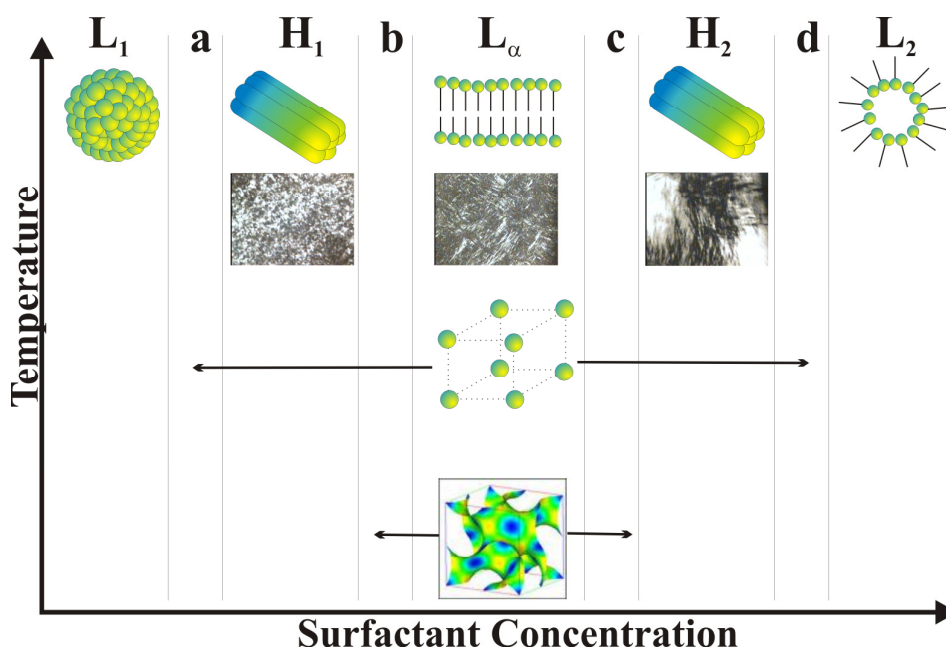 L₁ a H₁ b Lα c H₂ d L₂
Temperature
Surfactant Concentration